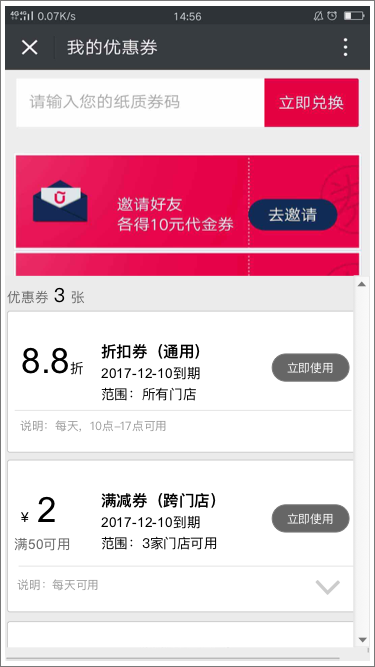 4G 4G 0.07K/s 14:56
我的优惠券
请输入您的纸质券码 立即兑换
邀请好友
各得10元代金券
去邀请
优惠券 3 张
8.8折
折扣券（通用）
2017-12-10到期
范围：所有门店
立即使用
说明：每天，10点–17点可用
¥ 2
满50可用
满减券（跨门店）
2017-12-10到期
范围：3家门店可用
立即使用
说明：每天可用